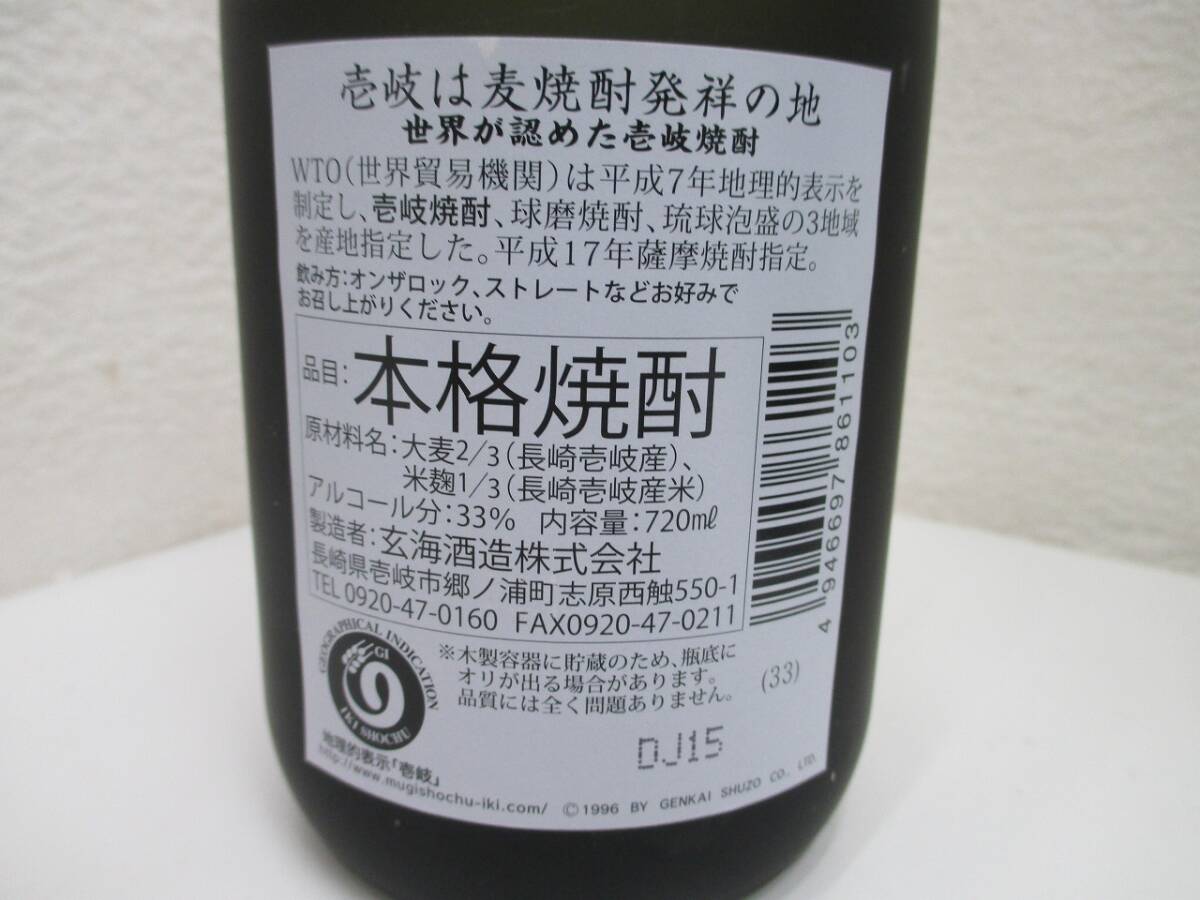 壱岐は麦焼酎発祥の地
世界が認めた壱岐焼酎
WTO(世界貿易機関)は平成7年地理的表示を
制定し、壱岐焼酎、球磨焼酎、琉球泡盛の3地域
を産地指定した。平成17年薩摩焼酎指定。
飲み方:オンザロック、ストレートなどお好みで
お召し上がりください。
品目:本格焼酎
原材料名:大麦2/3(長崎壱岐産)、
米麹1/3(長崎壱岐産米)
アルコール分:33% 内容量:720㎖
製造者:玄海酒造株式会社
長崎県壱岐市郷ノ浦町志原西触550-1
TEL 0920-47-0160 FAX0920-47-0211
4946697861103
GEOGRAPHICAL INDICATION
GI
IKI SHOCHU
地理的表示「壱岐」
※木製容器に貯蔵のため、瓶底に
オリが出る場合があります。
品質には全く問題ありません。
(33)
DJ15
http://www.mugishochu-iki.com/ ©1996 BY GENKAI SHUZO CO., LTD.